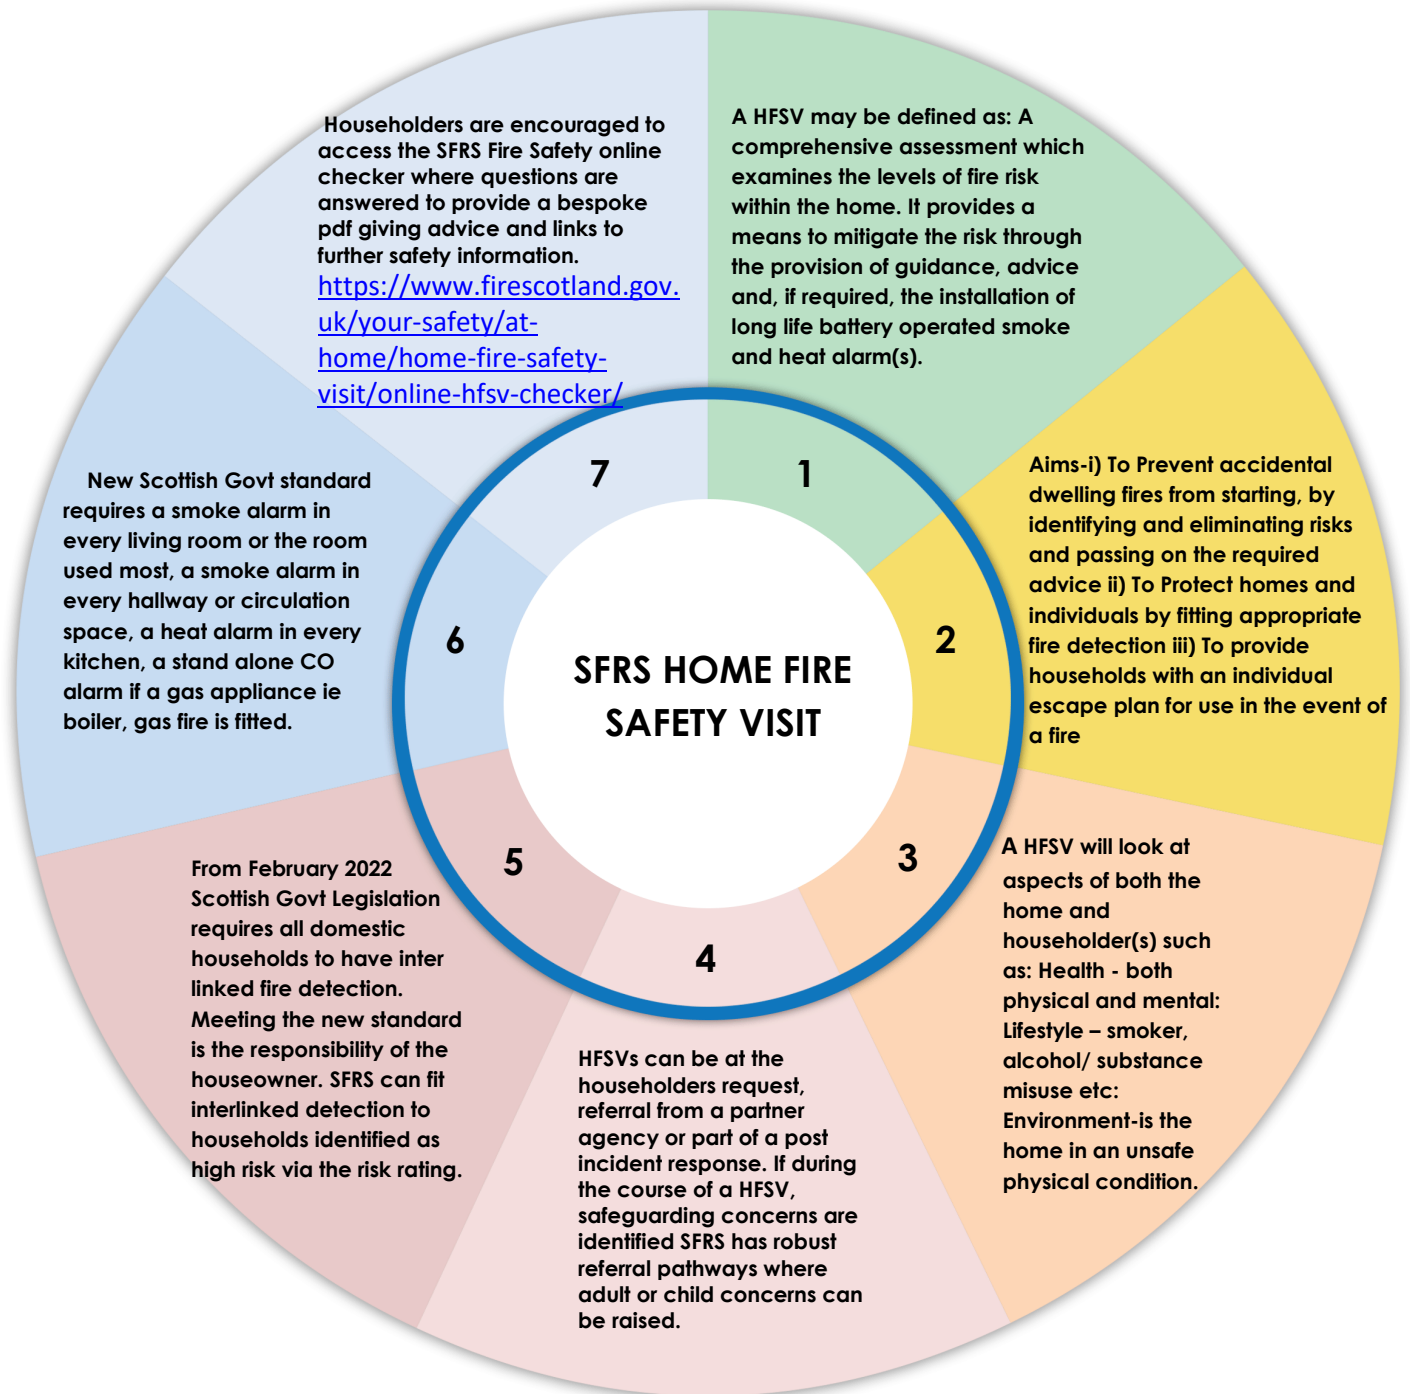 SFRS HOME FIRE
SAFETY VISIT
1
A HFSV may be defined as: A
comprehensive assessment which
examines the levels of fire risk
within the home. It provides a
means to mitigate the risk through
the provision of guidance, advice
and, if required, the installation of
long life battery operated smoke
and heat alarm(s).
2
Aims-i) To Prevent accidental
dwelling fires from starting, by
identifying and eliminating risks
and passing on the required
advice ii) To Protect homes and
individuals by fitting appropriate
fire detection iii) To provide
households with an individual
escape plan for use in the event of
a fire
3
A HFSV will look at
aspects of both the
home and
householder(s) such
as: Health - both
physical and mental:
Lifestyle – smoker,
alcohol/ substance
misuse etc:
Environment-is the
home in an unsafe
physical condition.
4
HFSVs can be at the
householders request,
referral from a partner
agency or part of a post
incident response. If during
the course of a HFSV,
safeguarding concerns are
identified SFRS has robust
referral pathways where
adult or child concerns can
be raised.
5
From February 2022
Scottish Govt Legislation
requires all domestic
households to have inter
linked fire detection.
Meeting the new standard
is the responsibility of the
houseowner. SFRS can fit
interlinked detection to
households identified as
high risk via the risk rating.
6
New Scottish Govt standard
requires a smoke alarm in
every living room or the room
used most, a smoke alarm in
every hallway or circulation
space, a heat alarm in every
kitchen, a stand alone CO
alarm if a gas appliance ie
boiler, gas fire is fitted.
7
Householders are encouraged to
access the SFRS Fire Safety online
checker where questions are
answered to provide a bespoke
pdf giving advice and links to
further safety information.
https://www.firescotland.gov.
uk/your-safety/at-
home/home-fire-safety-
visit/online-hfsv-checker/